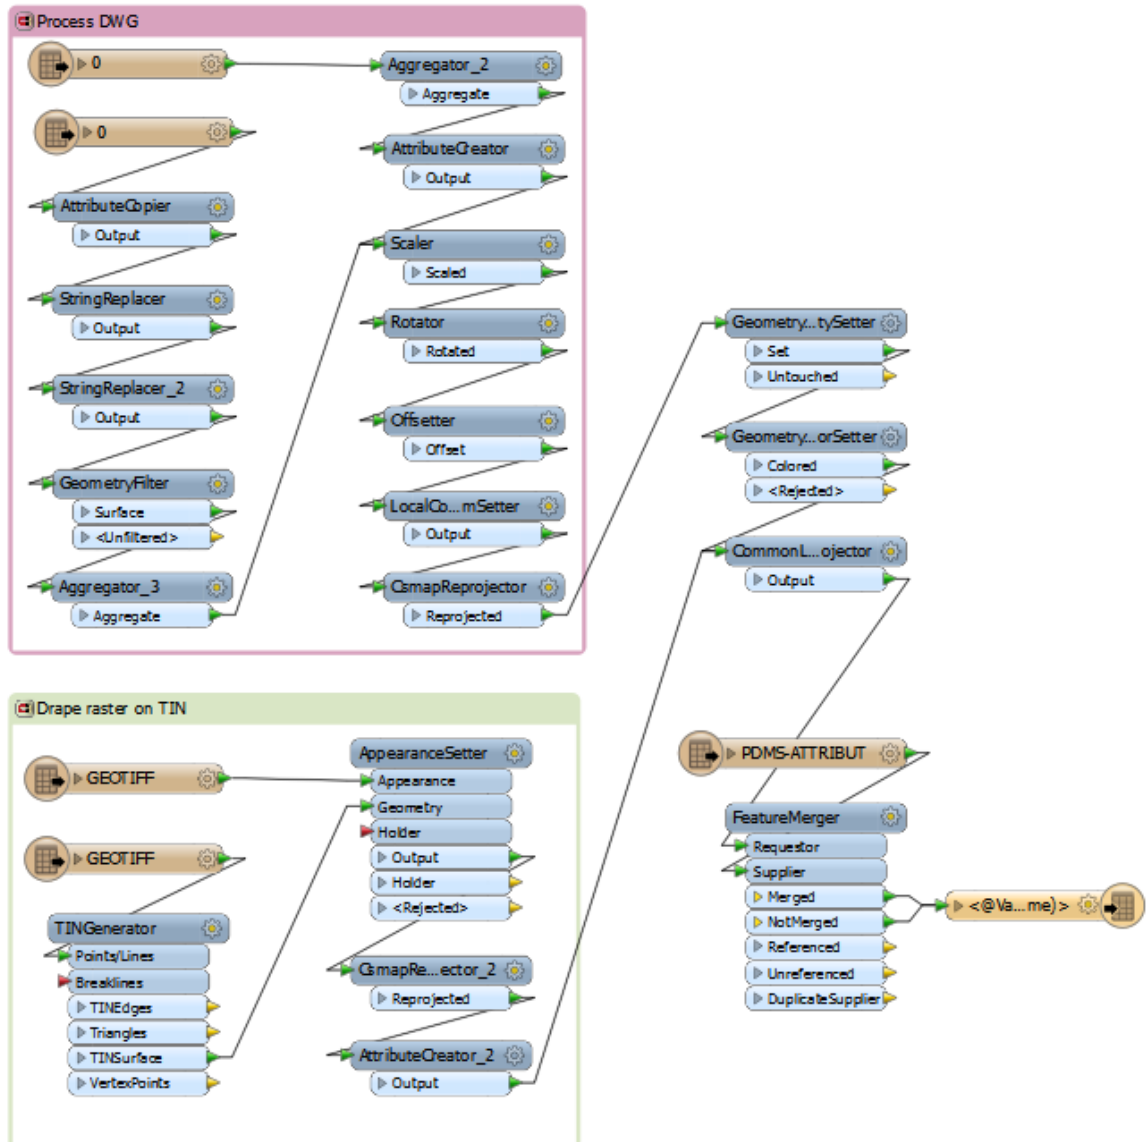 Process DWG
0
0
AttributeCopier
Output
StringReplacer
Output
StringReplacer_2
Output
GeometryFilter
Surface
<Unfiltered>
Aggregator_3
Aggregate
Aggregator_2
Aggregate
AttributeCreator
Output
Scaler
Scaled
Rotator
Rotated
Offsetter
Offset
LocalCo...mSetter
Output
CsmapReprojector
Reprojected
Geometry...tySetter
Set
Untouched
Geometry...orSetter
Colored
<Rejected>
CommonL...ojector
Output
Drape raster on TIN
GEOTIFF
GEOTIFF
TINGenerator
Points/Lines
Breaklines
TINEdges
Triangles
TINSurface
VertexPoints
AppearanceSetter
Appearance
Geometry
Holder
Output
Holder
<Rejected>
CsmapRe...ector_2
Reprojected
AttributeCreator_2
Output
PDMS-ATTRIBUT
FeatureMerger
Requestor
Supplier
Merged
NotMerged
Referenced
Unreferenced
DuplicateSupplier
<@Va...me)>